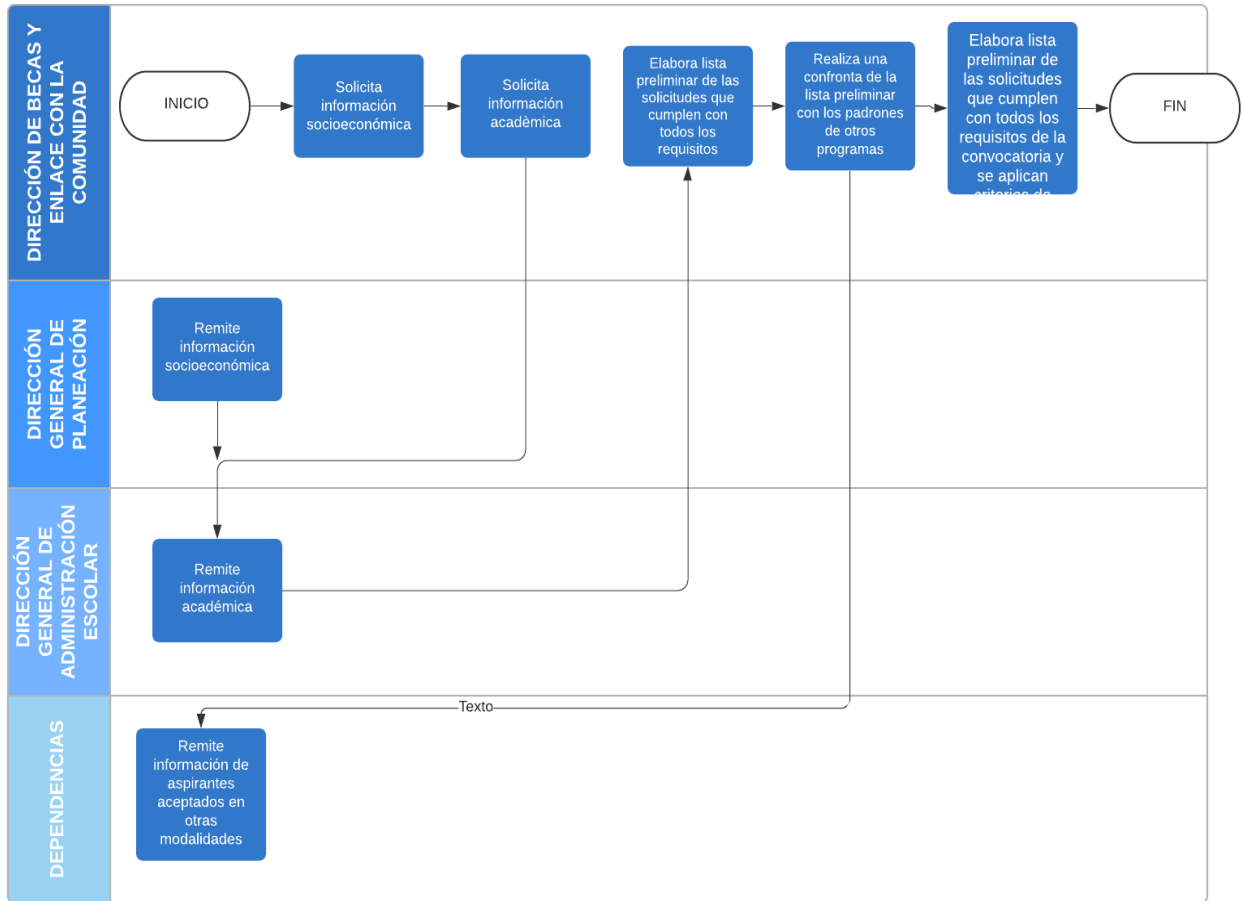 DIRECCIÓN DE BECAS Y
ENLACE CON LA
COMUNIDAD
INICIO
Solicita
información
socioeconómica
Solicita
información
acadèmica
Elabora lista
preliminar de las
solicitudes que
cumplen con
todos los
requisitos
Realiza una
confronta de la
lista preliminar
con los padrones
de otros
programas
Elabora lista
preliminar de
las solicitudes
que cumplen
con todos los
requisitos de la
convocatoria y
se aplican
criterios de
FIN
DIRECCIÓN
GENERAL DE
PLANEACIÓN
Remite
información
socioeconómica
DIRECCIÓN
GENERAL DE
ADMINISTRACIÓN
ESCOLAR
Remite
información
académica
DEPENDENCIAS
Texto
Remite
información de
aspirantes
aceptados en
otras
modalidades